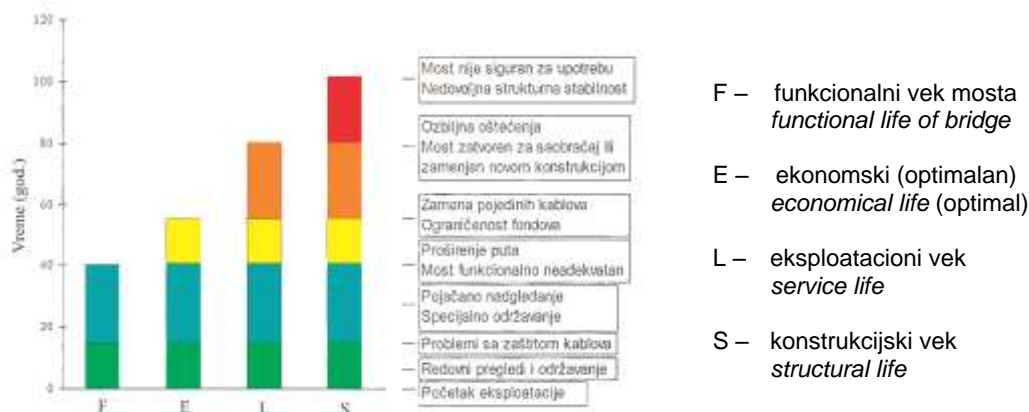 120
100
80
60
40
20
0
Vreme (god.)
F
E
L
S
Most nije siguran za upotrebu
Nedovoljna strukturna stabilnost
Ozbiljna oštećenja
Most zatvoren za saobraćaj ili
zamenjen novom konstrukcijom
Zamena pojedinih kablova
Ograničenost fondova
Proširenje puta
Most funkcionalno neadekvatan
Pojačano nadgledanje
Specijalno održavanje
Problemi sa zaštitom kablova
Redovni pregledi i održavanje
Početak eksploatacije
F – funkcionalni vek mosta
functional life of bridge
E – ekonomski (optimalan)
economical life (optimal)
L – eksploatacioni vek
service life
S – konstrukcijski vek
structural life